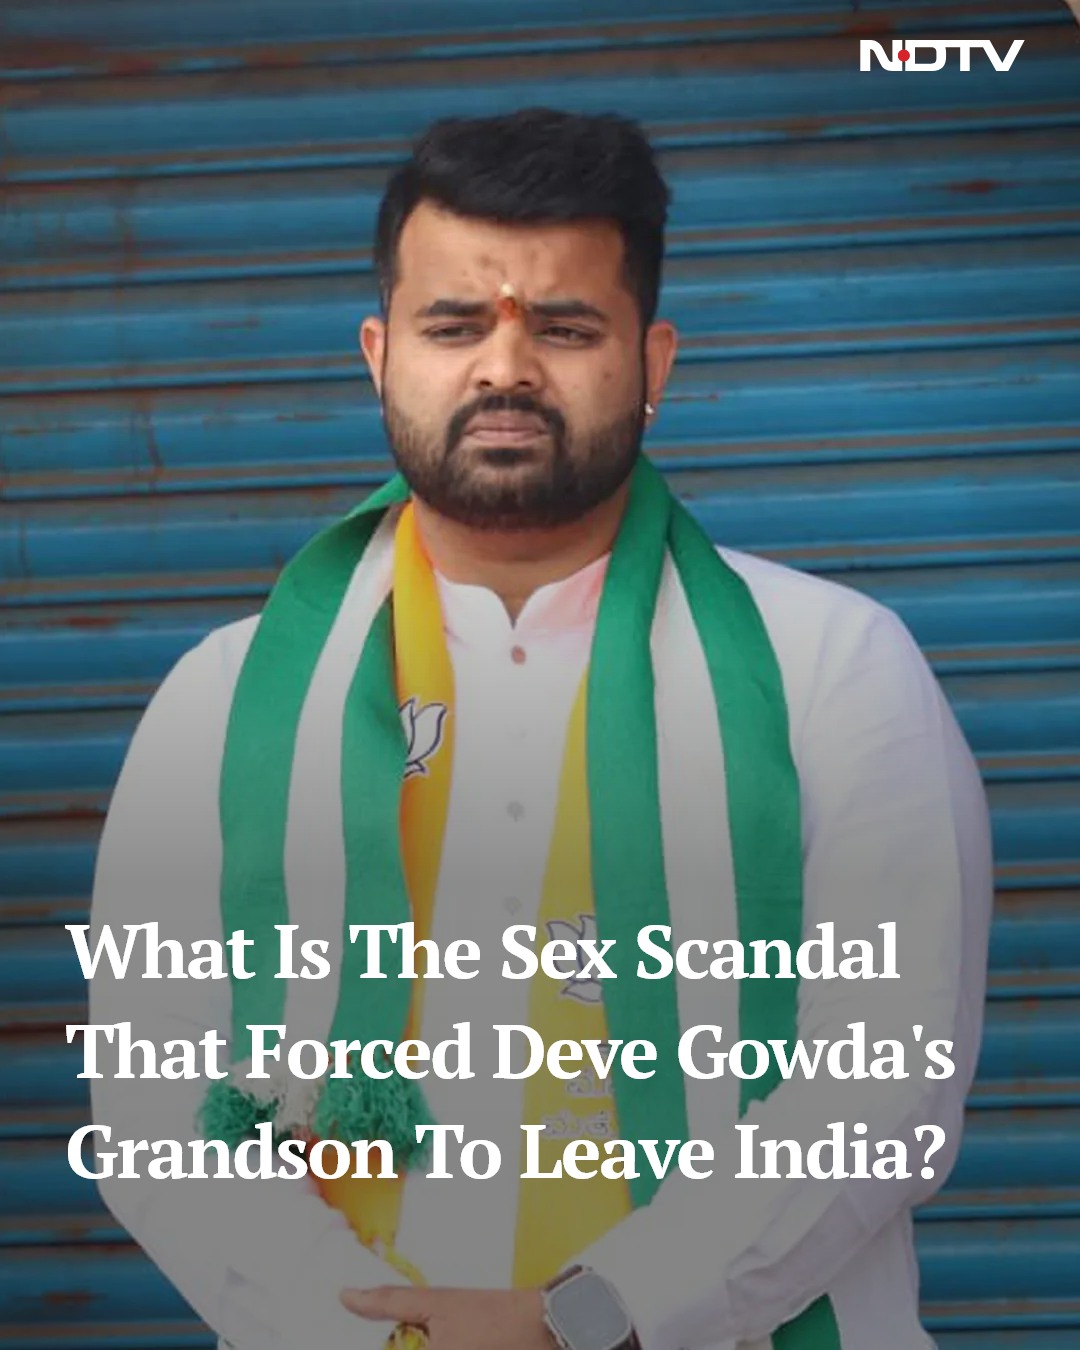 NDTV
What Is The Sex Scandal
That Forced Deve Gowda's
Grandson To Leave India?